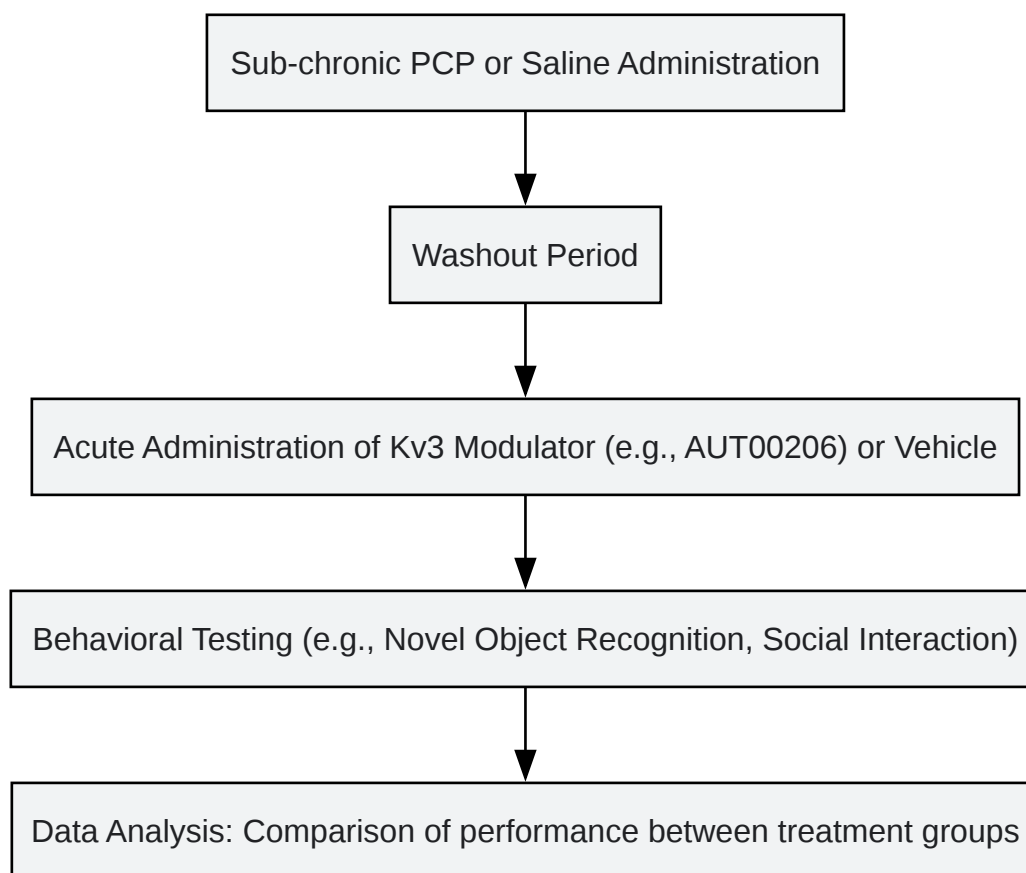 Sub-chronic PCP or Saline Administration
Washout Period
Acute Administration of Kv3 Modulator (e.g., AUT00206) or Vehicle
Behavioral Testing (e.g., Novel Object Recognition, Social Interaction)
Data Analysis: Comparison of performance between treatment groups